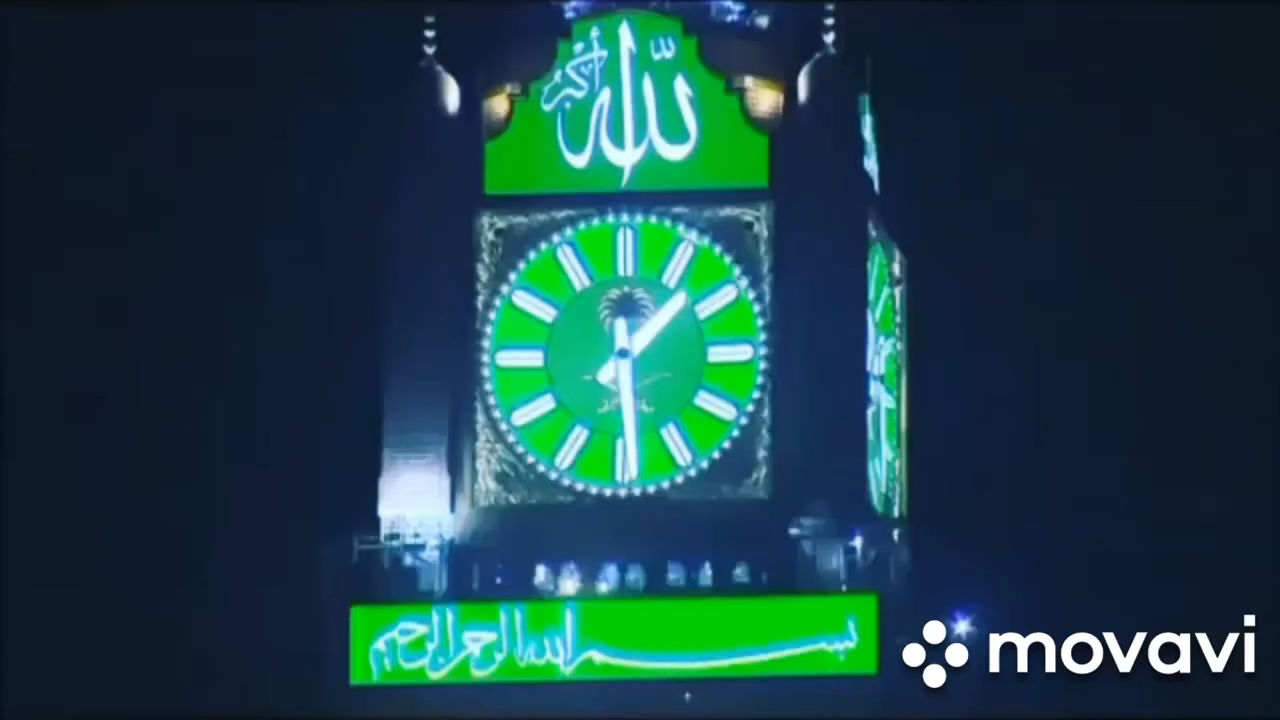 الله أكبر
بسم الله الرحمن الرحيم
movavi